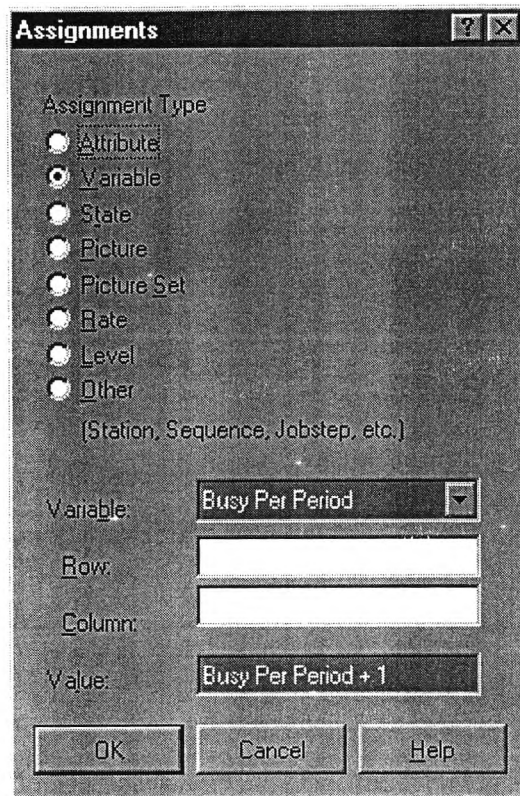 Assignments
Assignment Type
Attribute
Variable
State
Picture
Picture Set
Rate
Level
Other
(Station, Sequence, Jobstep, etc.)
Variable: Busy Per Period
Row:
Column:
Value: Busy Per Period + 1
OK Cancel Help